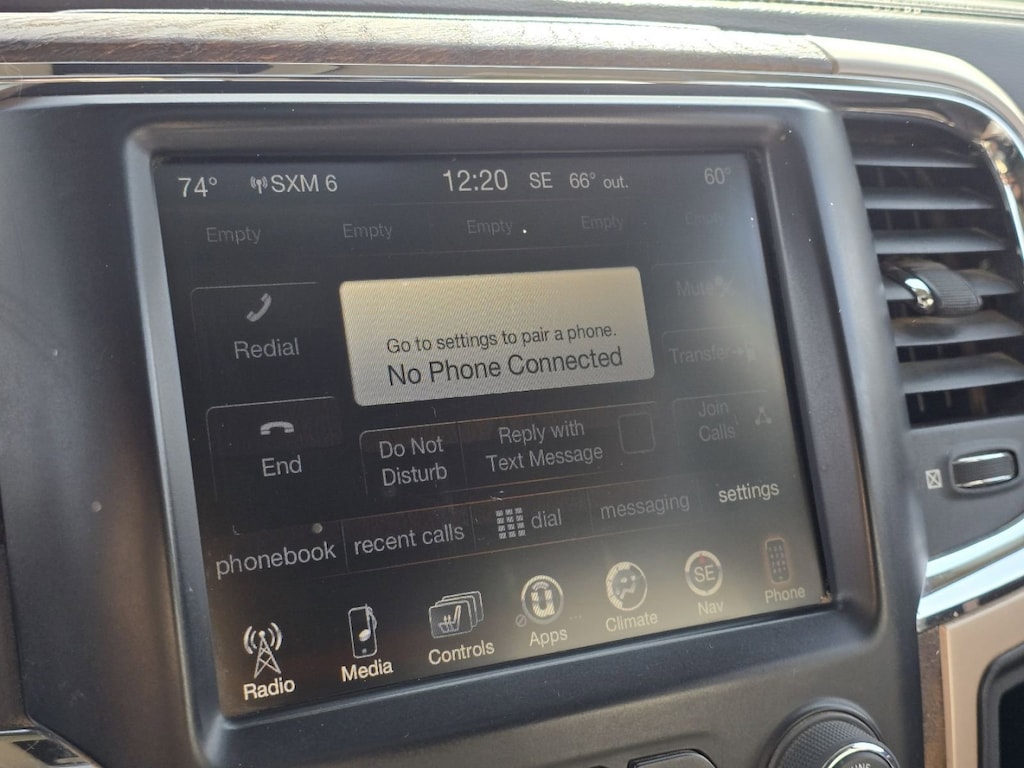 74° SXM 6 12:20 SE 66° out. 60°
Empty Empty Empty Empty Empty
Redial
Go to settings to pair a phone.
No Phone Connected
Mute
Transfer
End
Do Not
Disturb
Reply with
Text Message
Join
Calls
phonebook recent calls dial messaging settings
SE
Radio Media Controls Apps Climate Nav Phone